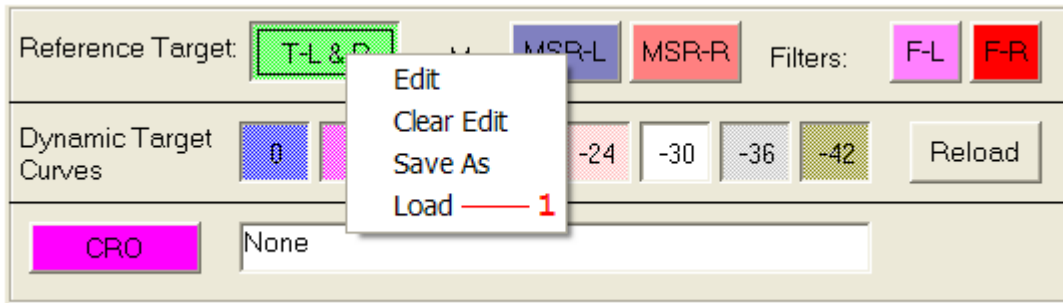 Reference Target: T-L & MSR-L MSR-R Filters: F-L F-R
Edit
Clear Edit
Save As
Load 1
Dynamic Target
Curves
0 -24 -30 -36 -42 Reload
CRO None